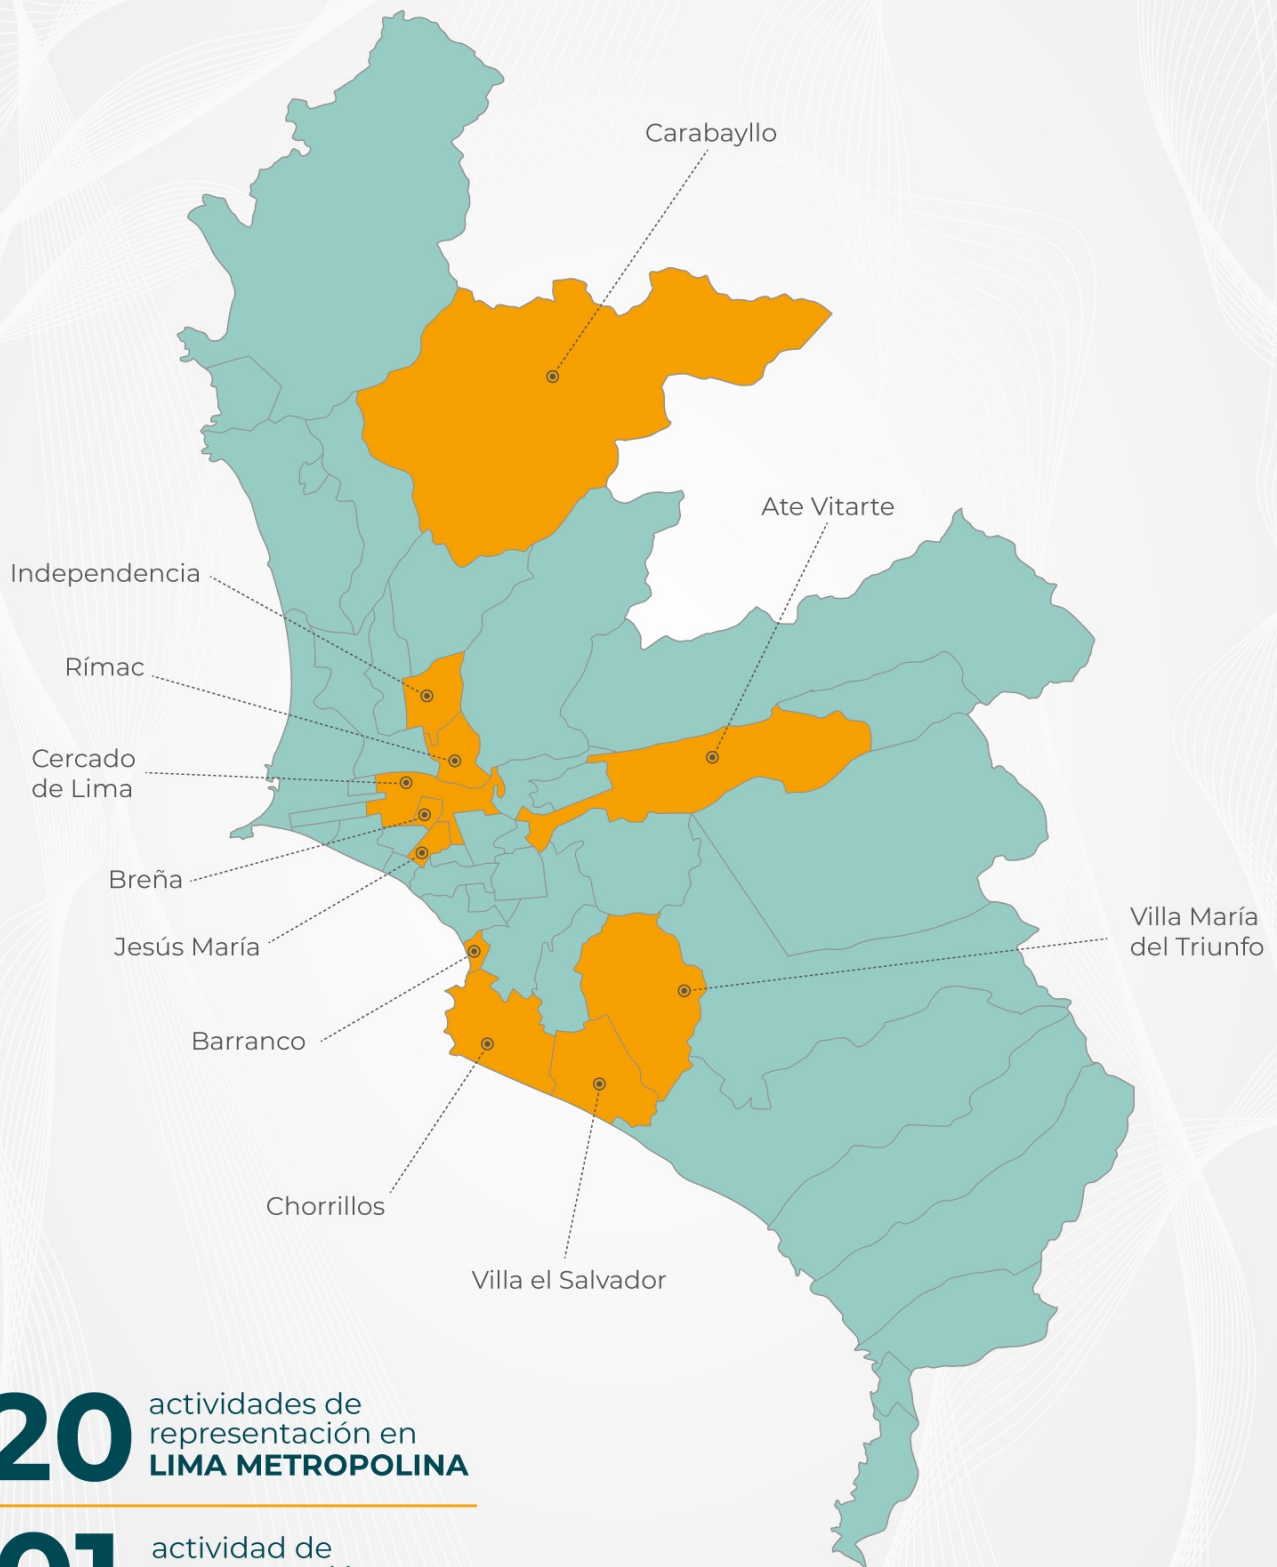 Carabayllo
Ate Vitarte
Independencia
Rímac
Cercado
de Lima
Breña
Jesús María
Villa María
del Triunfo
Barranco
Chorrillos
Villa el Salvador
20
actividades de
representación en
LIMA METROPOLINA
01
actividad de